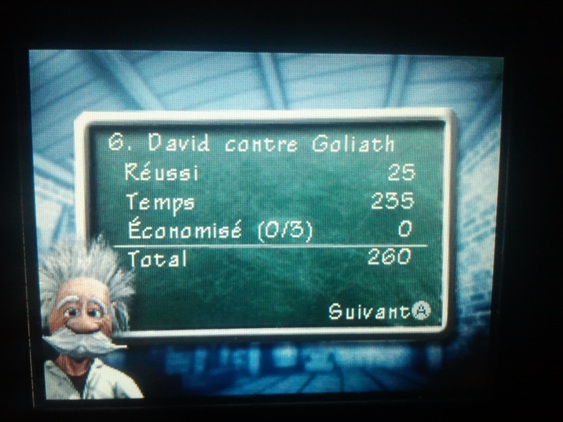 6. David contre Goliath
Réussi 25
Temps 235
Économisé (0/3) 0
Total 260
Suivant A